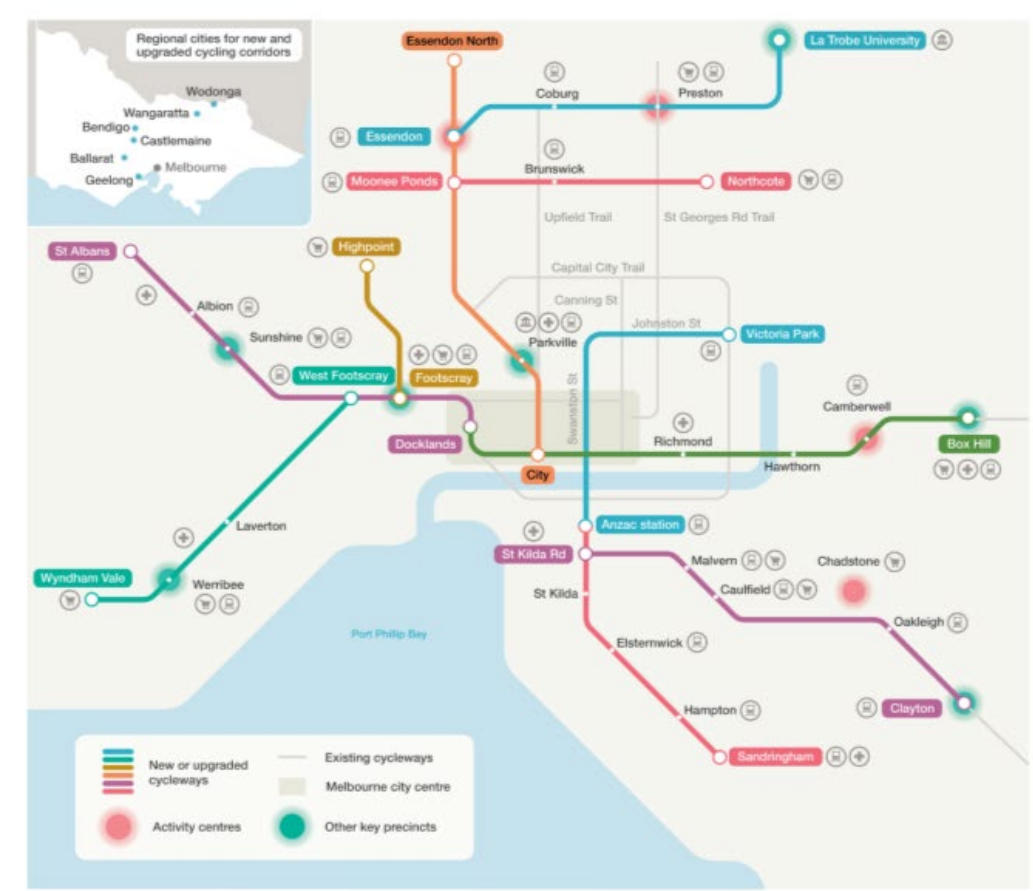 Regional cities for new and
upgraded cycling corridors
Wodonga
Wangaratta
Bendigo
Castlemaine
Ballarat
Melbourne
Geelong
Essendon North
La Trobe University
Coburg
Preston
Essendon
Brunswick
Moonee Ponds
Northcote
Upfield Trail
St Georges Rd Trail
St Albans
Highpoint
Capital City Trail
Canning St
Albion
Johnston St
Sunshine
Parkville
Victoria Park
West Footscray
Footscray
Swanston St
Camberwell
Docklands
Richmond
Box Hill
City
Hawthorn
Laverton
Anzac station
St Kilda Rd
Malvern
Chadstone
Wyndham Vale
Werribee
St Kilda
Caulfield
Oakleigh
Port Phillip Bay
Elsternwick
Hampton
Clayton
Sandringham
New or upgraded
cycleways
Existing cycleways
Melbourne city centre
Activity centres
Other key precincts